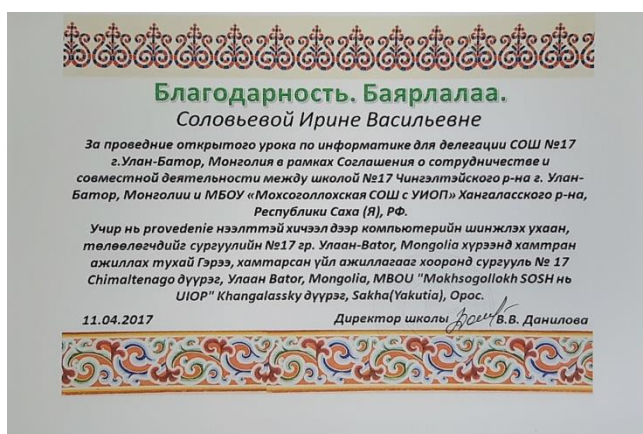 Благодарность. Баярлалаа.
Соловьевой Ирине Васильевне
За проведние открытого урока по информатике для делегации СОШ №17
г.Улан-Батор, Монголия в рамках Соглашения о сотрудничестве и
совместной деятельности между школой №17 Чингэлтэйского р-на г. Улан-
Батор, Монголии и МБОУ «Мохсоголлохская СОШ с УИОП» Хангаласского р-на,
Республики Саха (Я), РФ.
Учир нь provedenie нээлттэй хичээл дээр компьютерийн шинжлэх ухаан,
төлөөлөгчдийг сургуулийн №17 гр. Улаан-Bator, Mongolia хүрээнд хамтран
ажиллах тухай Гэрээ, хамтарсан үйл ажиллагааг хооронд сургууль № 17
Chimaltenago дүүрэг, Улаан Bator, Mongolia, MBOU "Mokhsogollokh SOSH нь
UIOP" Khangalassky дүүрэг, Sakha(Yakutia), Орос.
11.04.2017 Директор школы В.В. Данилова